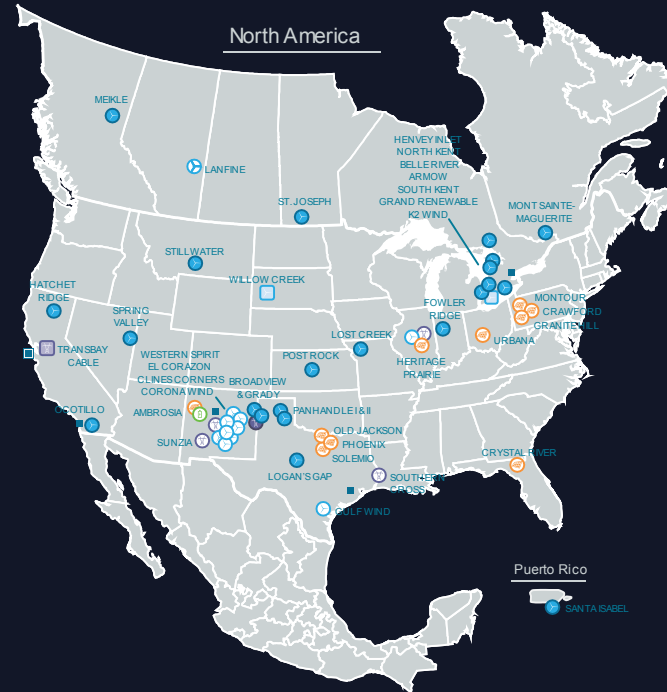 North America
MEIKLE
LANFINE
ST. JOSEPH
HENVEY INLET
NORTH KENT
BELLE RIVER
ARMOW
SOUTH KENT
GRAND RENEWABLE
K2 WIND
MONT SAINTE-
MAGUERITE
STILLWATER
WILLOW CREEK
HATCHET
RIDGE
SPRING
VALLEY
FOWLER
RIDGE
MONTOUR
CRAWFORD
GRANITE HILL
URBANA
TRANSBAY
CABLE
LOST CREEK
POST ROCK
HERITAGE
PRAIRIE
WESTERN SPIRIT
EL CORAZON
CLINES CORNERS
CORONA WIND
BROADVIEW
& GRADY
OCOTILLO
AMBROSIA
PANHANDLE I & II
SUNZIA
OLD JACKSON
PHOENIX
SOLEMIO
LOGAN'S GAP
SOUTHERN
CROSS
CRYSTAL RIVER
GULF WIND
Puerto Rico
SANTA ISABEL